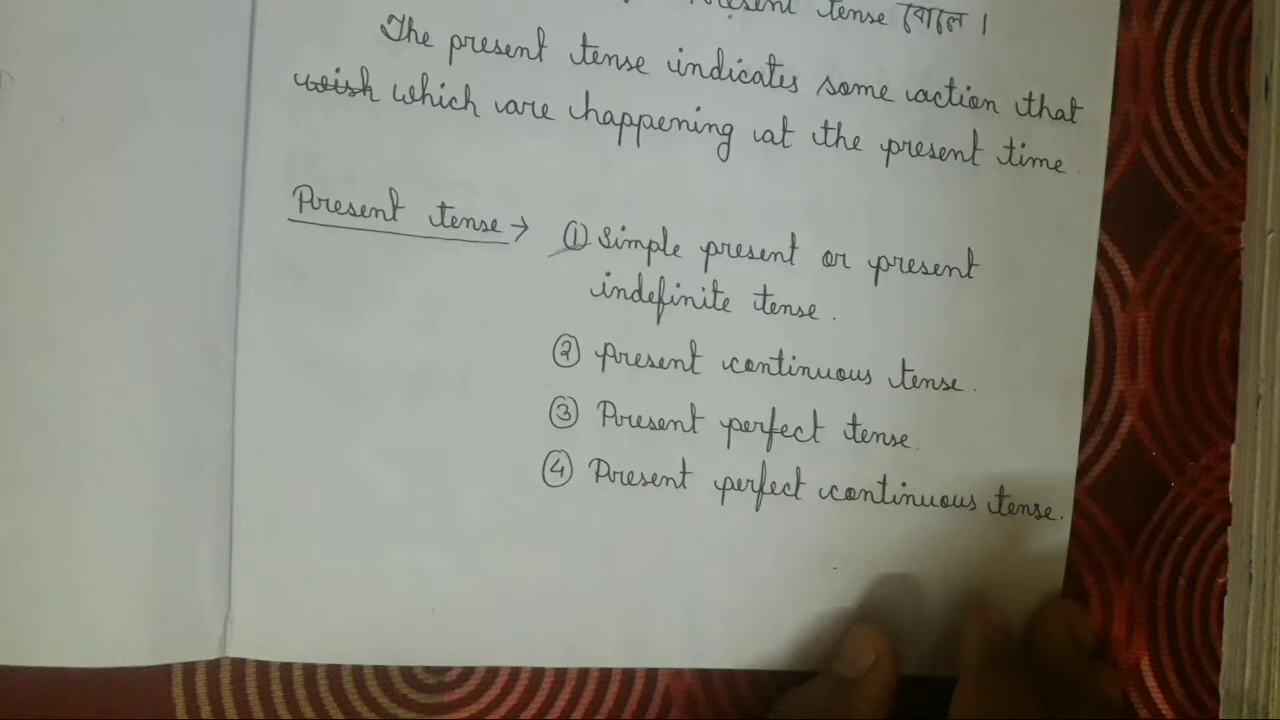 Present tense বোলে।
The present tense indicates some action that
which are happening at the present time.
Present tense → ① Simple present or present
indefinite tense.
② Present continuous tense.
③ Present perfect tense.
④ Present perfect continuous tense.